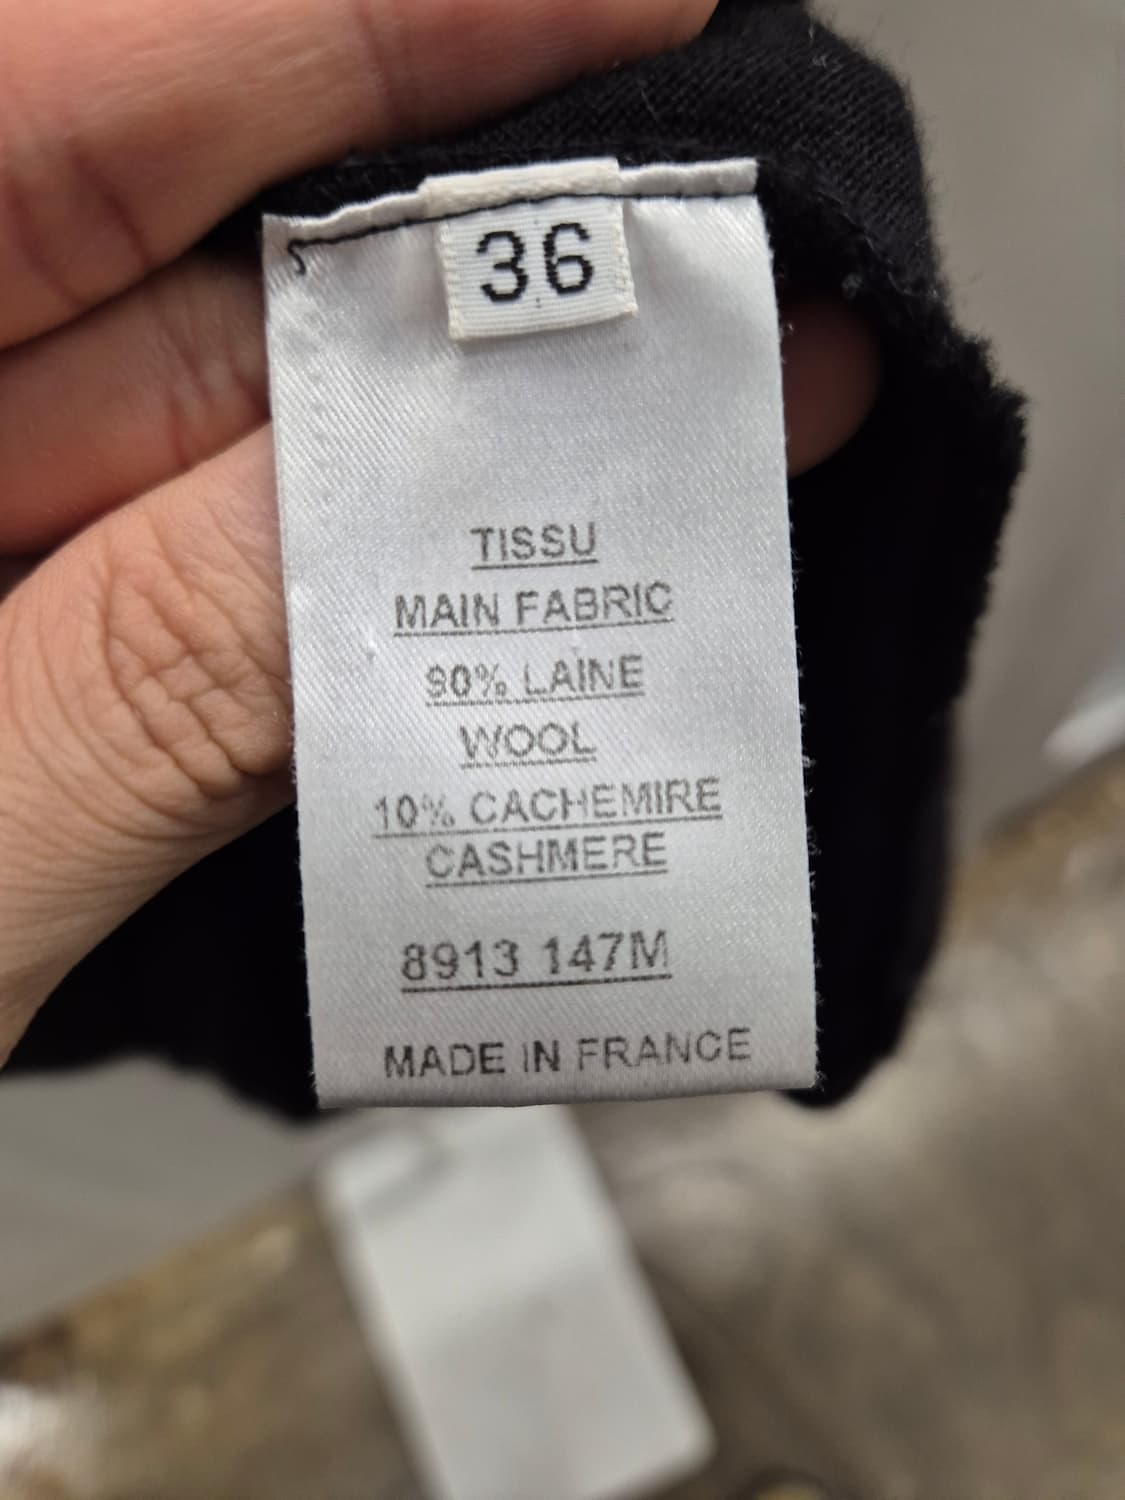 36
TISSU
MAIN FABRIC
90% LAINE
WOOL
10% CACHEMIRE
CASHMERE
8913 147M
MADE IN FRANCE